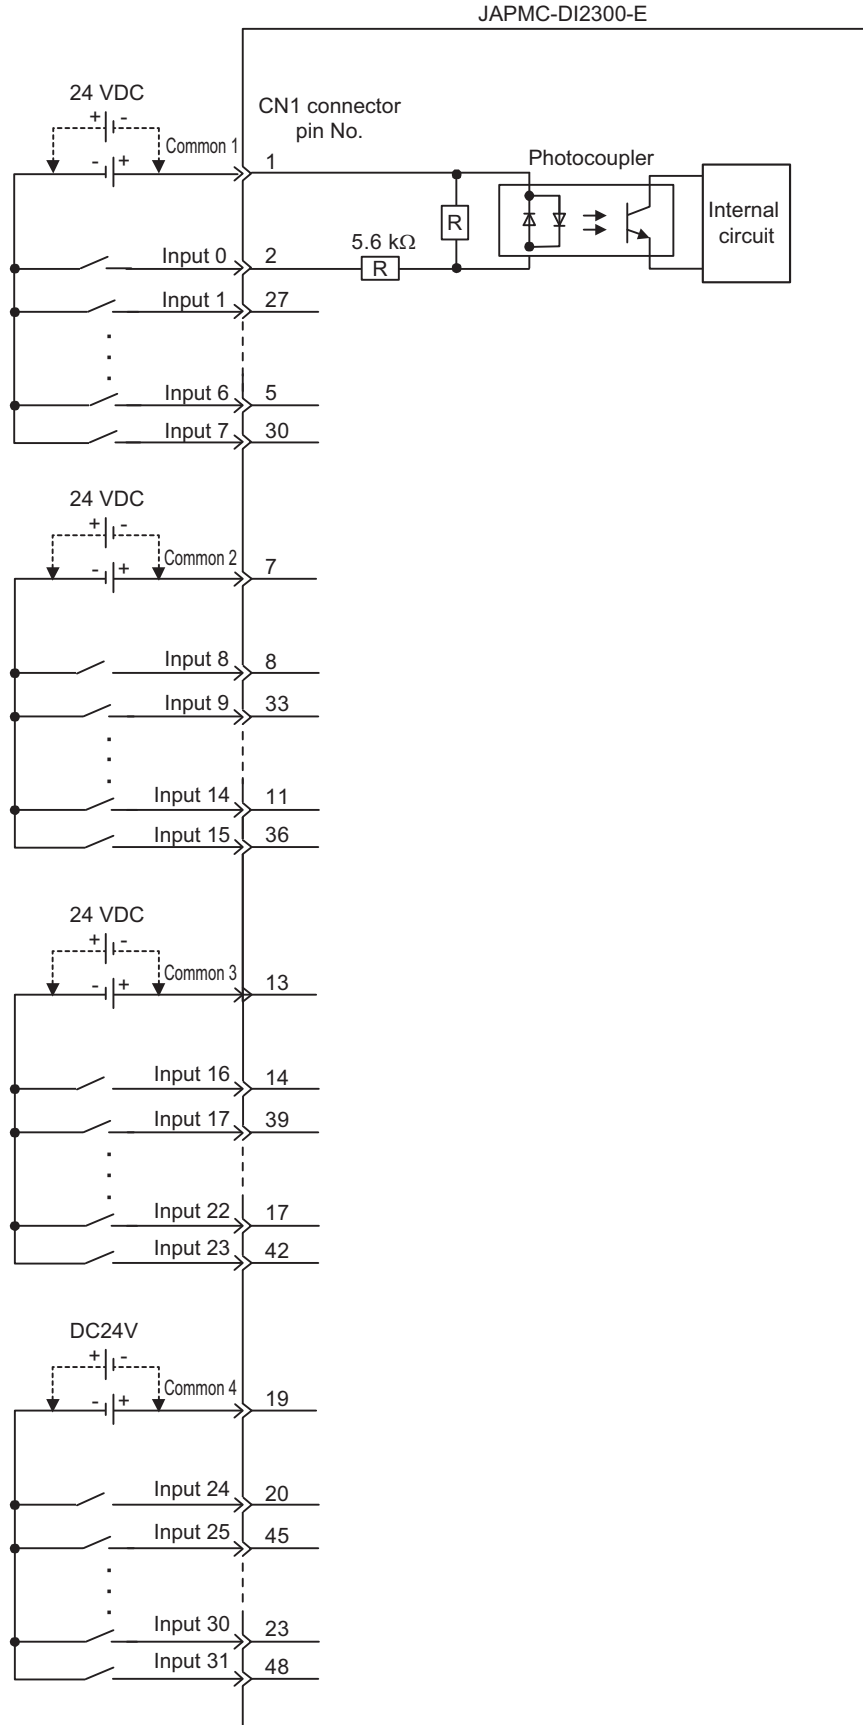 JAPMC-DI2300-E
24 VDC
+ -
- +
Common 1
CN1 connector
pin No.
1
Photocoupler
R
Internal
circuit
5.6 kΩ
R
Input 0 2
Input 1 27
Input 6 5
Input 7 30
24 VDC
+ -
- +
Common 2 7
Input 8 8
Input 9 33
Input 14 11
Input 15 36
24 VDC
+ -
- +
Common 3 13
Input 16 14
Input 17 39
Input 22 17
Input 23 42
DC24V
+ -
- +
Common 4 19
Input 24 20
Input 25 45
Input 30 23
Input 31 48